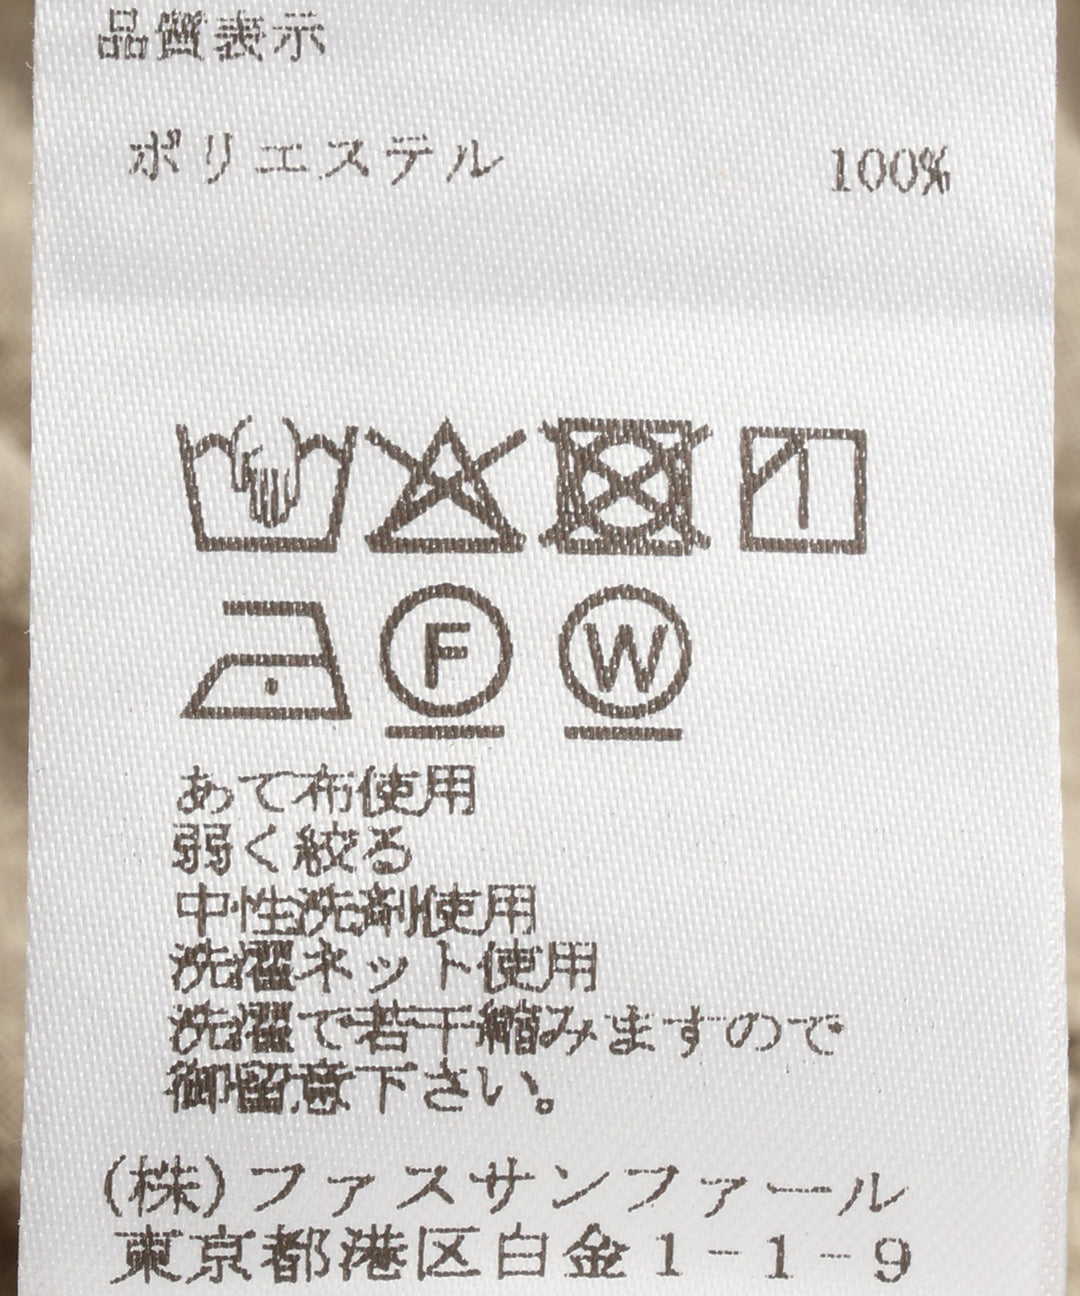 品質表示
ポリエステル 100%
F W
あて布使用
弱く絞る
中性洗剤使用
洗濯ネット使用
洗濯で若干縮みますので
御留意下さい。
(株)ファスサンファール
東京都港区白金1-1-9